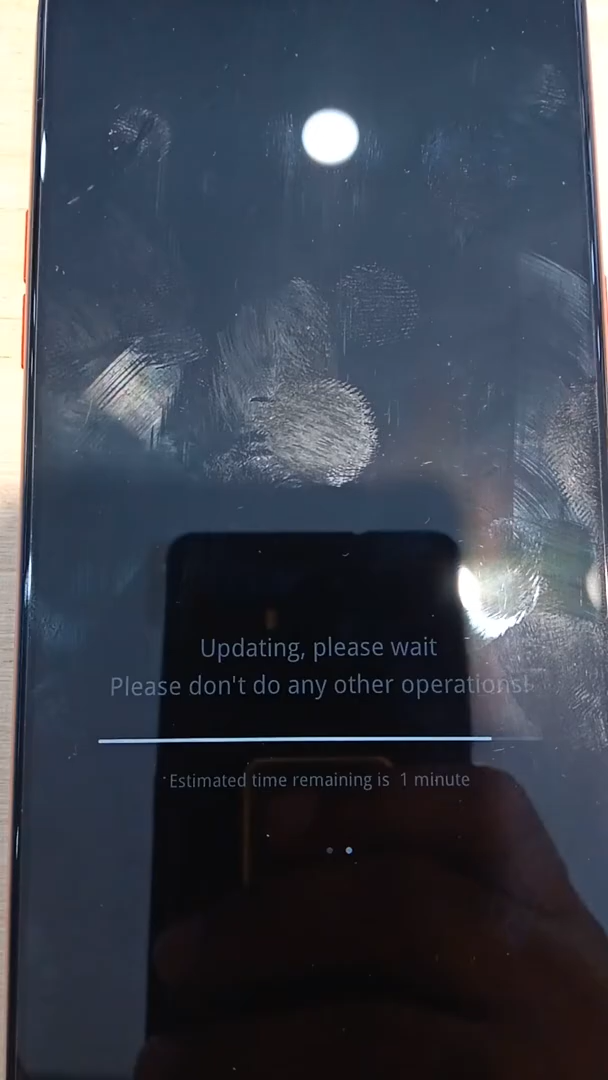 Updating, please wait
Please don't do any other operations!
Estimated time remaining is 1 minute